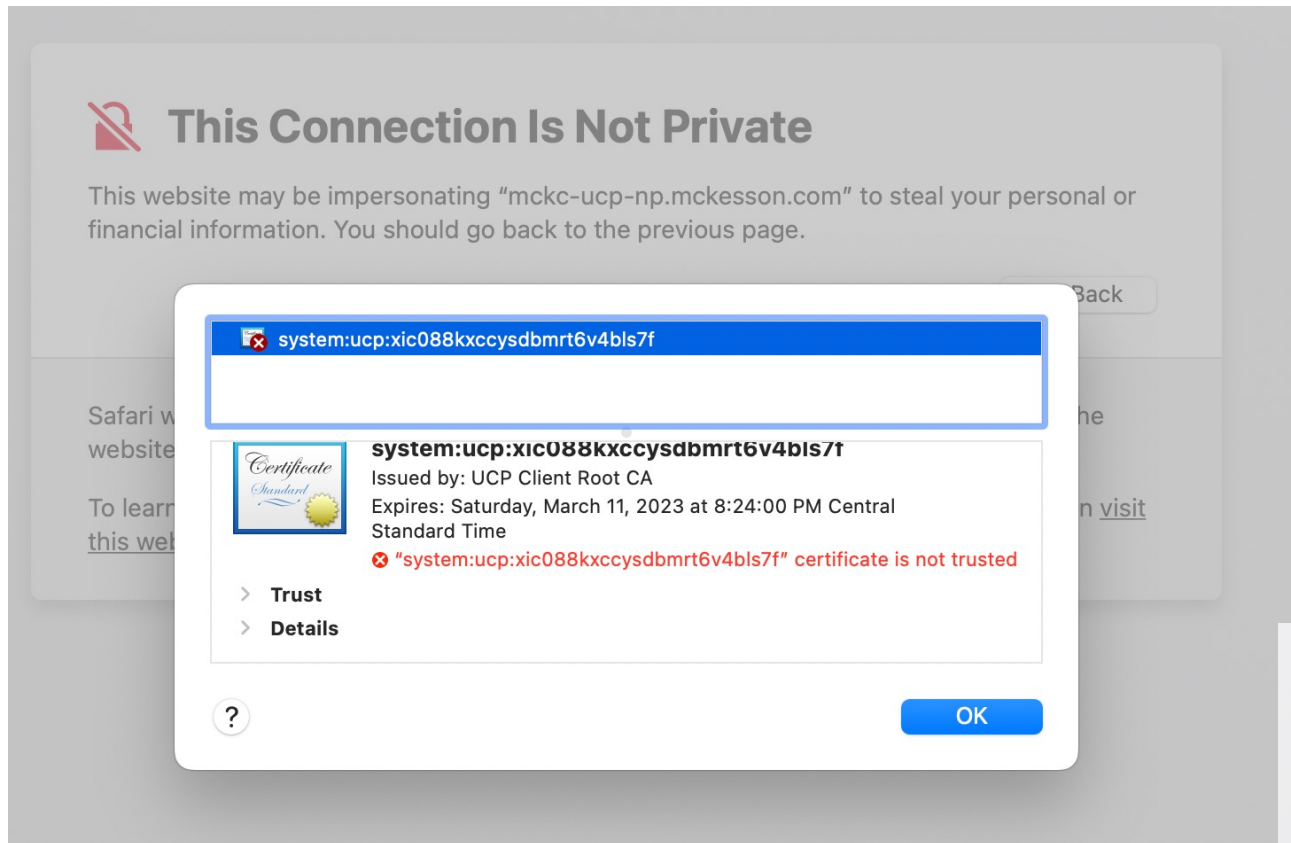 This Connection Is Not Private
This website may be impersonating “mckc-ucp-np.mckesson.com” to steal your personal or
financial information. You should go back to the previous page.
Back
system:ucp:xic088kxccysdbmrt6v4bls7f
Safari
he
website
system:ucp:xic088kxccysdbmrt6v4bls7f
Certificate
Standard
Issued by: UCP Client Root CA
Expires: Saturday, March 11, 2023 at 8:24:00 PM Central
Standard Time
To learn
visit
this
“system:ucp:xic088kxccysdbmrt6v4bls7f” certificate is not trusted
Trust
Details
?
OK